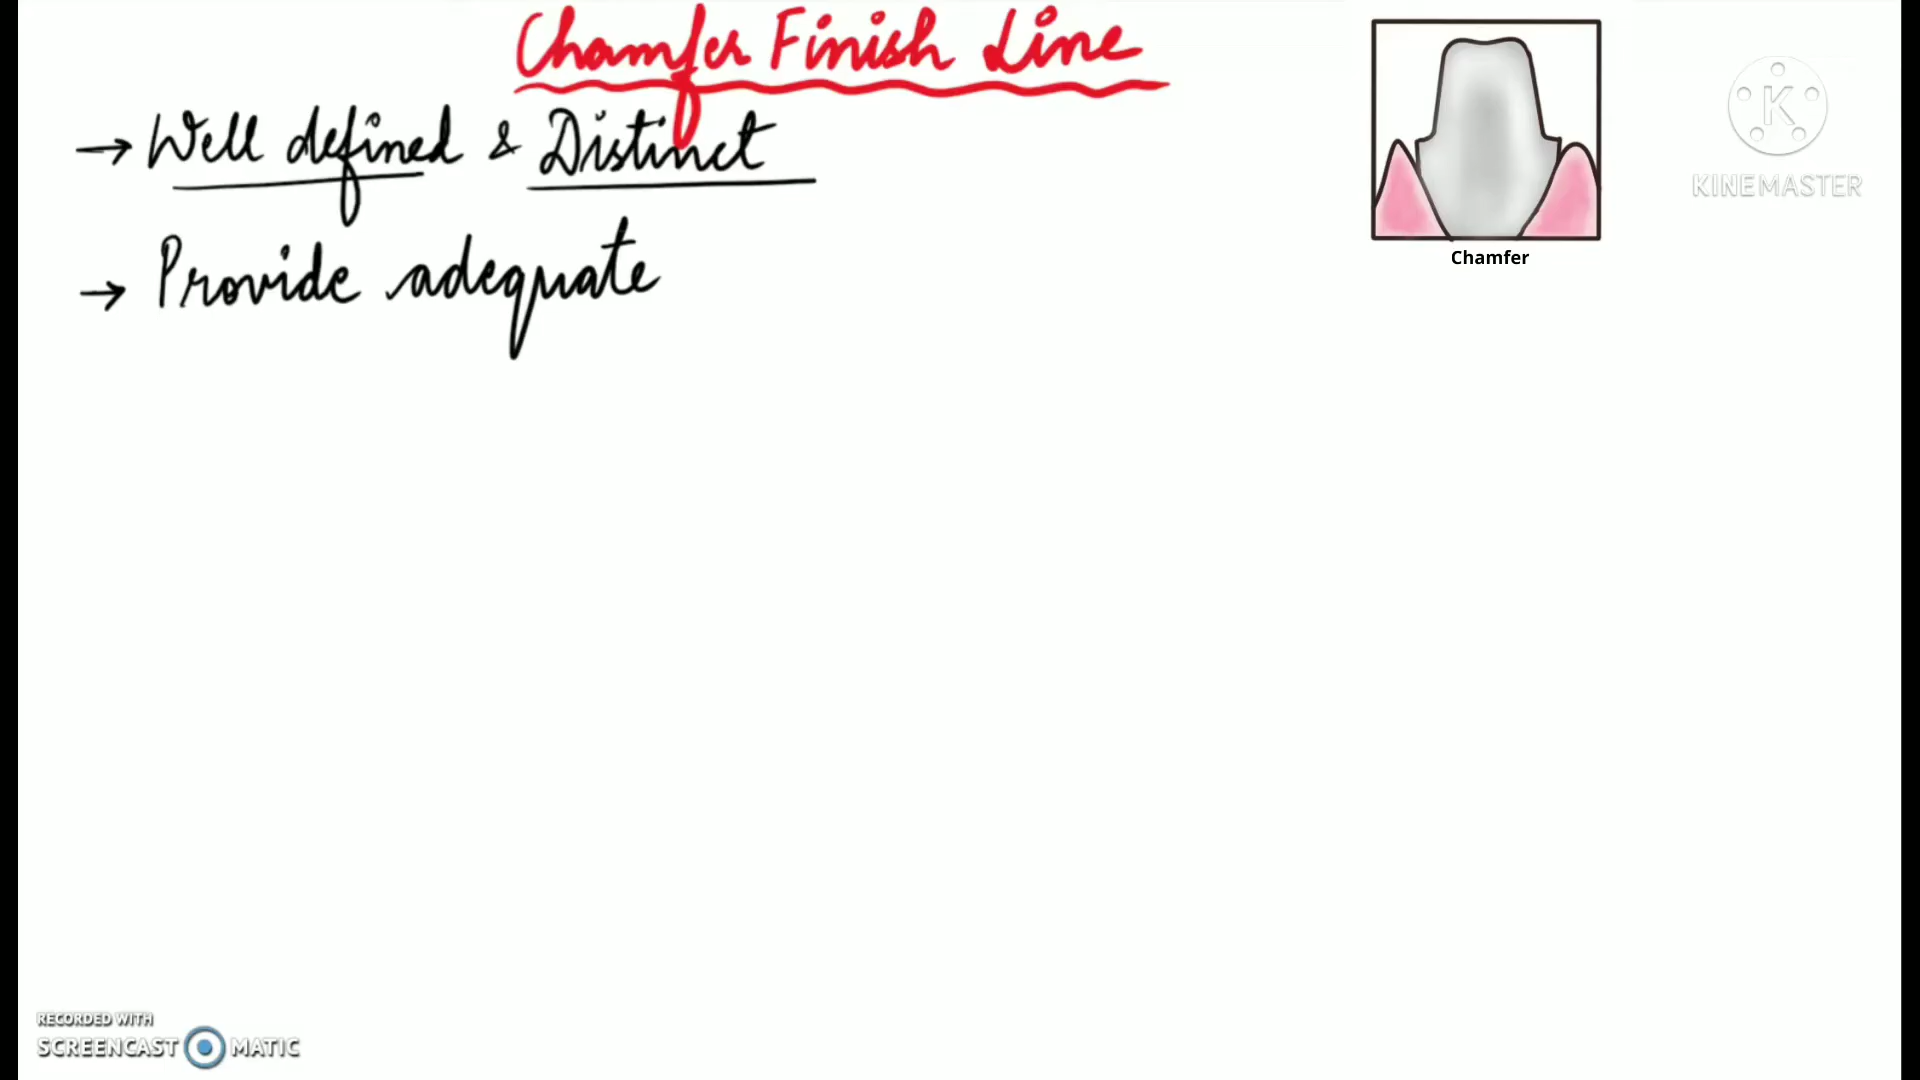 Chamfer Finish Line
→ Well defined & Distinct
→ Provide adequate
Chamfer
K
KINEMASTER
RECORDED WITH
SCREENCAST MATIC